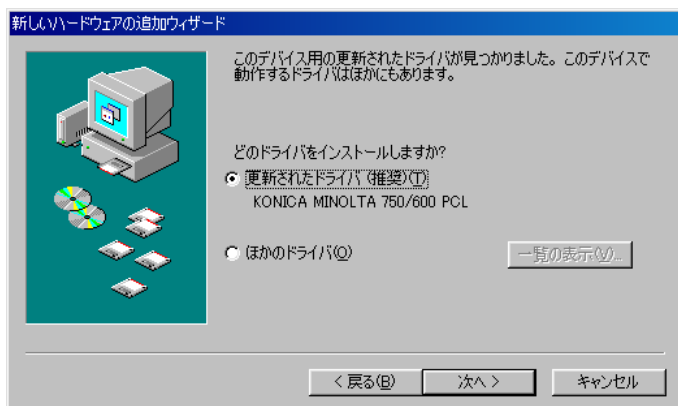 新しいハードウェアの追加ウィザード
このデバイス用の更新されたドライバが見つかりました。このデバイスで
動作するドライバはほかにもあります。
どのドライバをインストールしますか?
更新されたドライバ (推奨)(T)
KONICA MINOLTA 750/600 PCL
ほかのドライバ(O)
一覧の表示(V)...
< 戻る(B)
次へ >
キャンセル